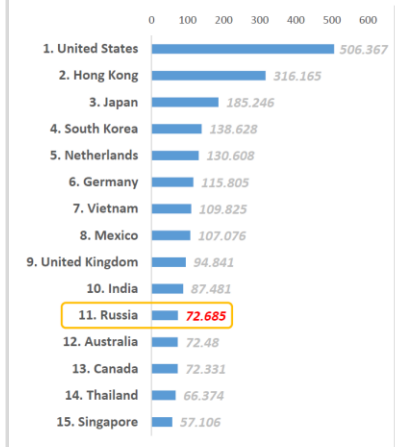 0 100 200 300 400 500 600
1. United States 506.367
2. Hong Kong 316.165
3. Japan 185.246
4. South Korea 138.628
5. Netherlands 130.608
6. Germany 115.805
7. Vietnam 109.825
8. Mexico 107.076
9. United Kingdom 94.841
10. India 87.481
11. Russia 72.685
12. Australia 72.48
13. Canada 72.331
14. Thailand 66.374
15. Singapore 57.106